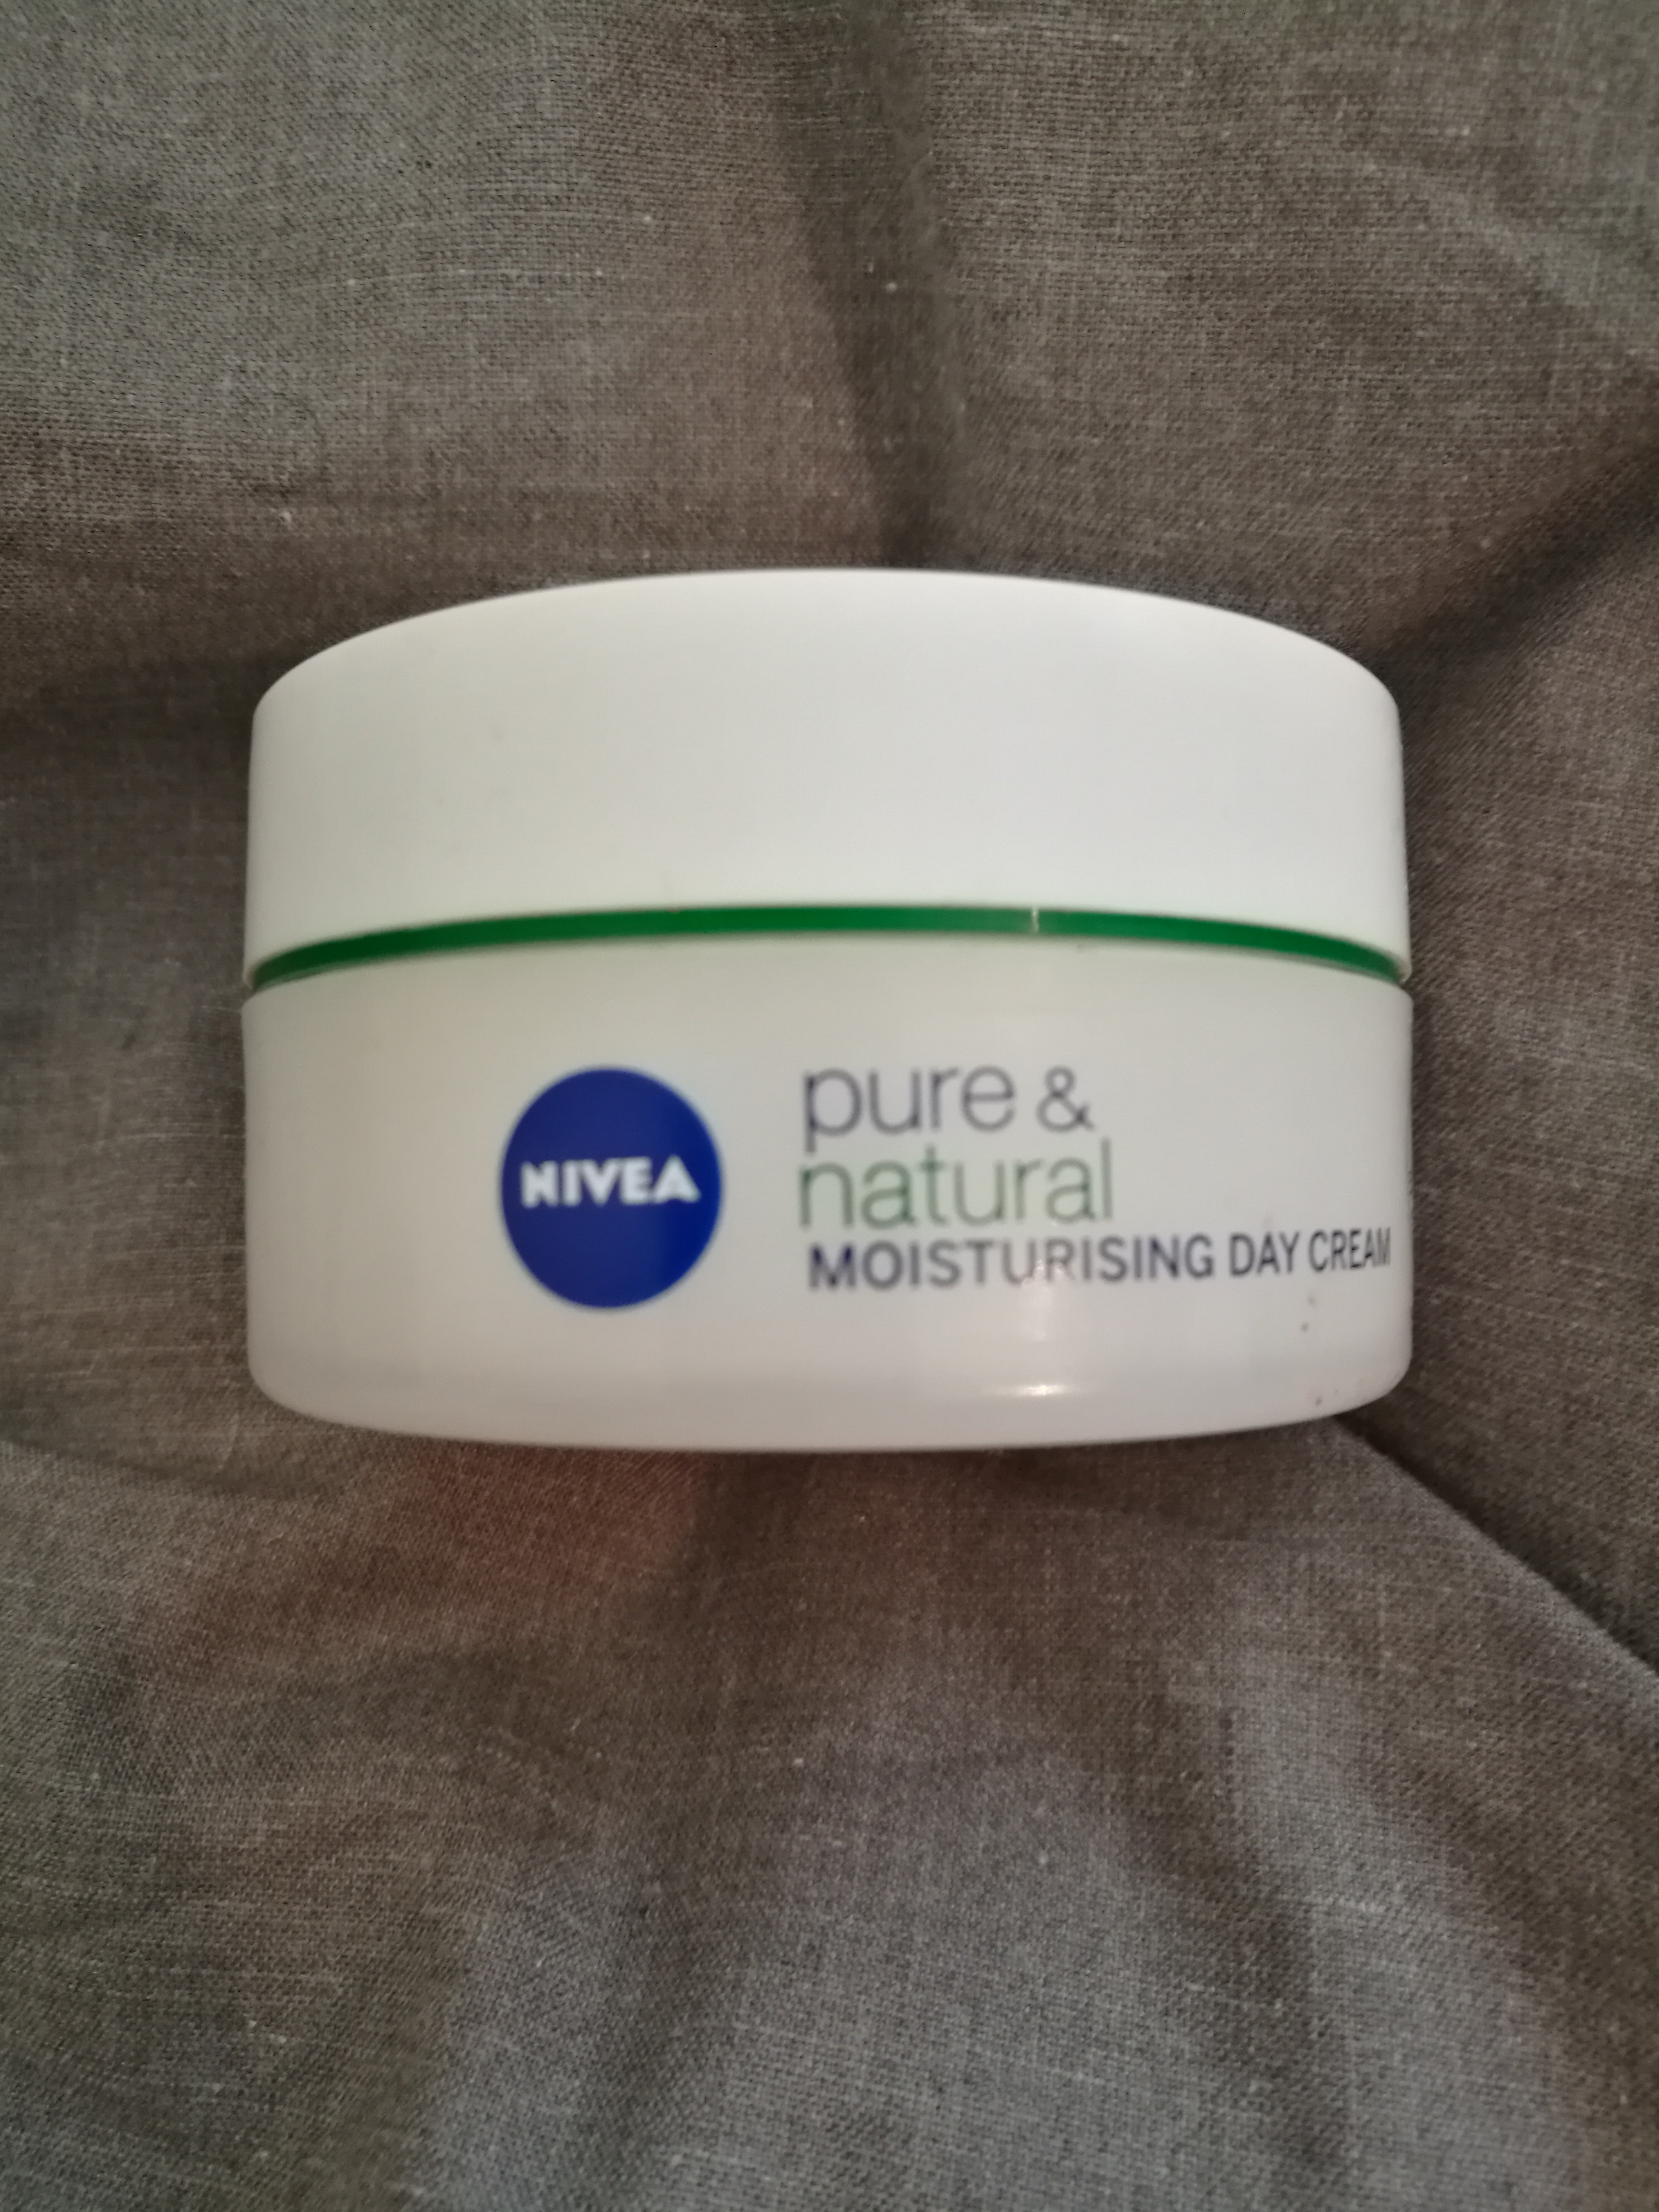 NIVEA
pure &
natural
MOISTURISING DAY CREAM